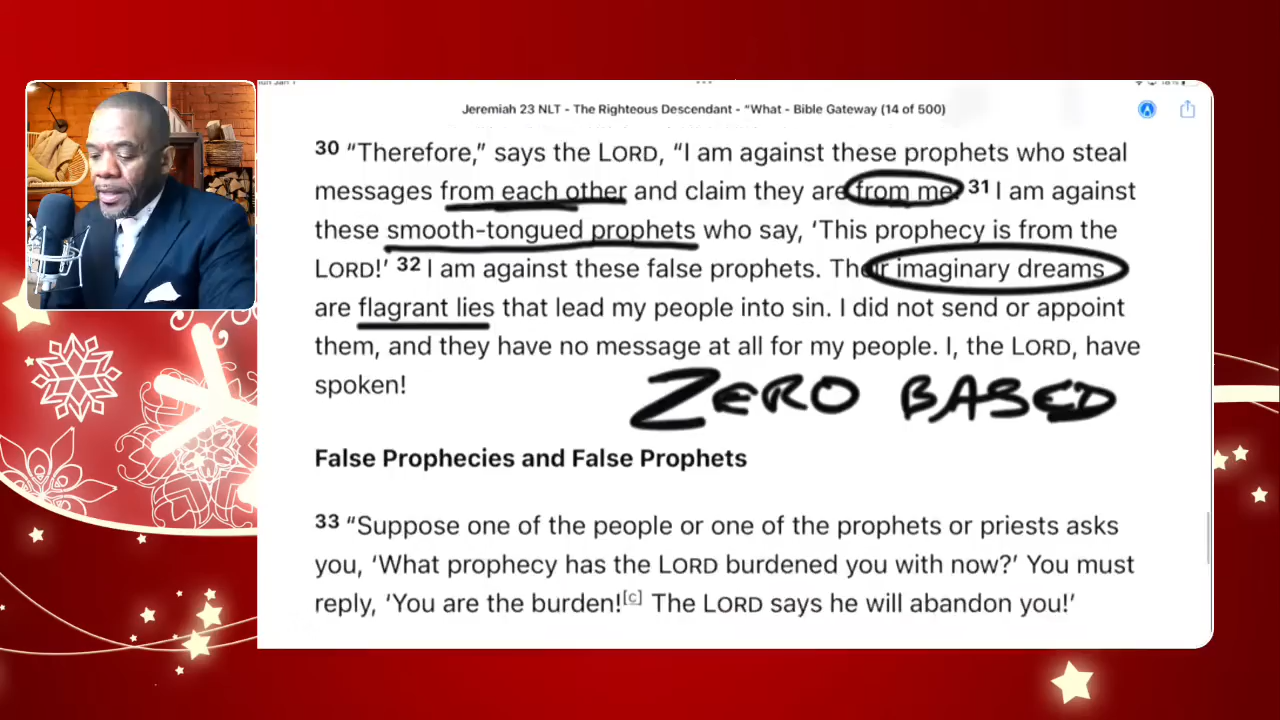 Jeremiah 23 NLT - The Righteous Descendant - “What - Bible Gateway (14 of 500)
30 “Therefore,” says the LORD, “I am against these prophets who steal
messages from each other and claim they are from me. 31 I am against
these smooth-tongued prophets who say, ‘This prophecy is from the
LORD!’ 32 I am against these false prophets. Their imaginary dreams
are flagrant lies that lead my people into sin. I did not send or appoint
them, and they have no message at all for my people. I, the LORD, have
spoken!
ZERO BASED
False Prophecies and False Prophets
33 “Suppose one of the people or one of the prophets or priests asks
you, ‘What prophecy has the LORD burdened you with now?’ You must
reply, ‘You are the burden![c] The LORD says he will abandon you!’